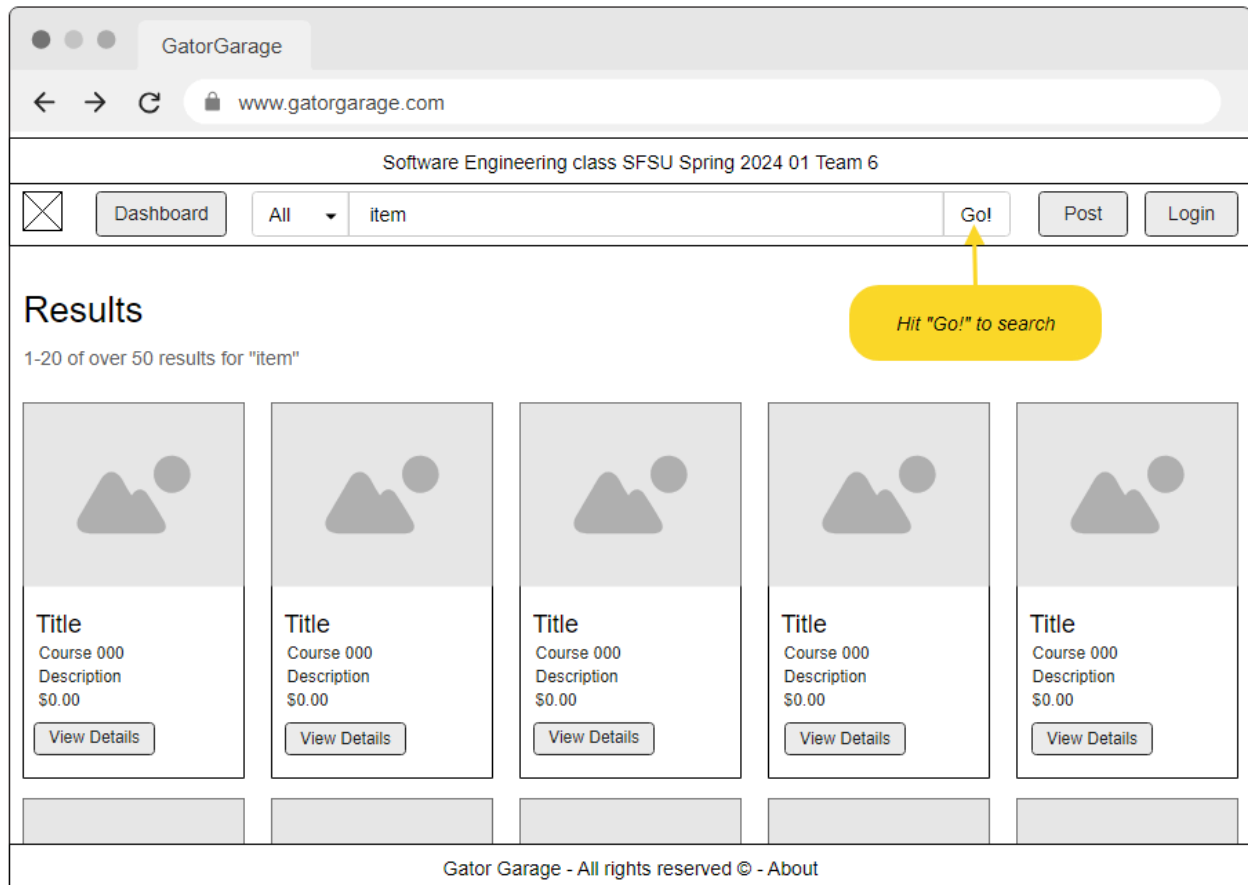 GatorGarage
www.gatorgarage.com
Software Engineering class SFSU Spring 2024 01 Team 6
Dashboard All item Go! Post Login
Hit "Go!" to search
Results
1-20 of over 50 results for "item"
Title Title Title Title Title
Course 000 Course 000 Course 000 Course 000 Course 000
Description Description Description Description Description
$0.00 $0.00 $0.00 $0.00 $0.00
View Details View Details View Details View Details View Details
Gator Garage - All rights reserved © - About